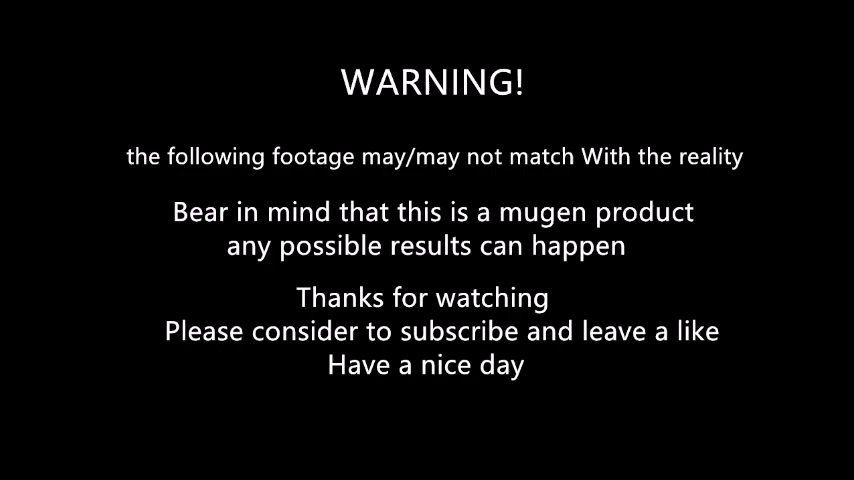 WARNING!
the following footage may/may not match With the reality
Bear in mind that this is a mugen product
any possible results can happen
Thanks for watching
Please consider to subscribe and leave a like
Have a nice day